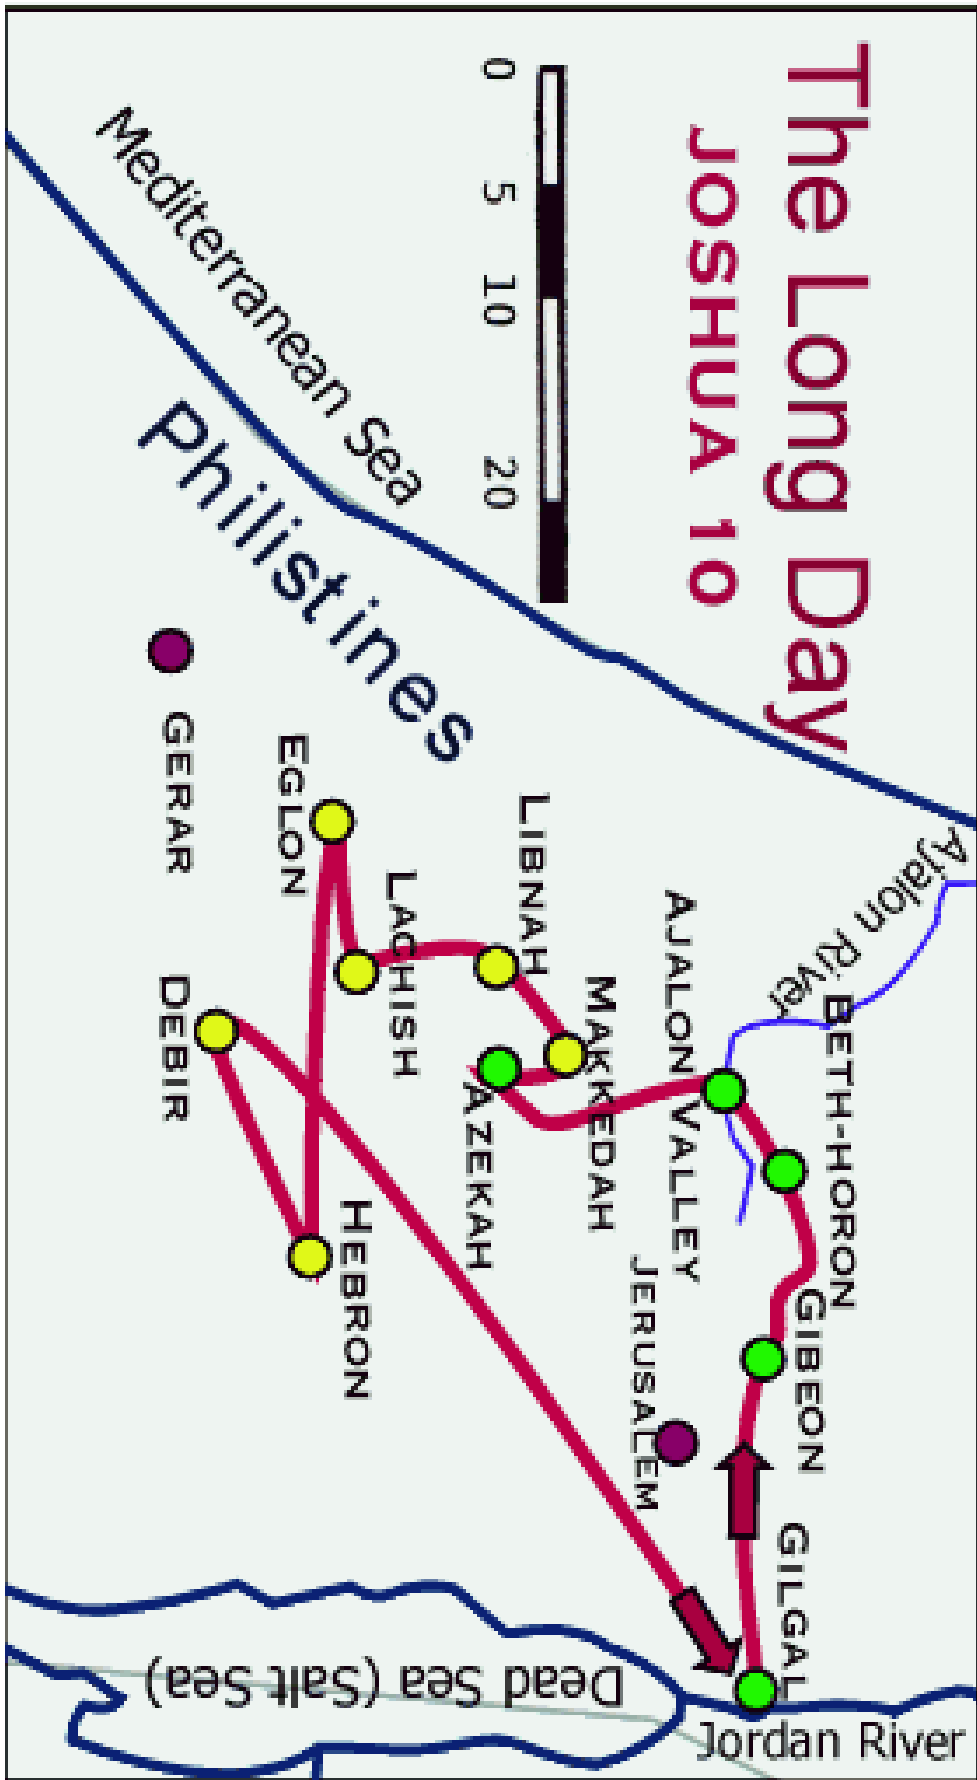 The Long Day
JOSHUA 10
0 5 10 20
Mediterranean Sea
Philistines
Ajalon River
BETH-HORON
GIBEON
GILGAL
AJALON VALLEY
JERUSALEM
MAKKEDAH
LIBNAH
AZEKAH
LACHISH
HEBRON
EGLON
GERAR
DEBIR
Jordan River
Dead Sea (Salt Sea)